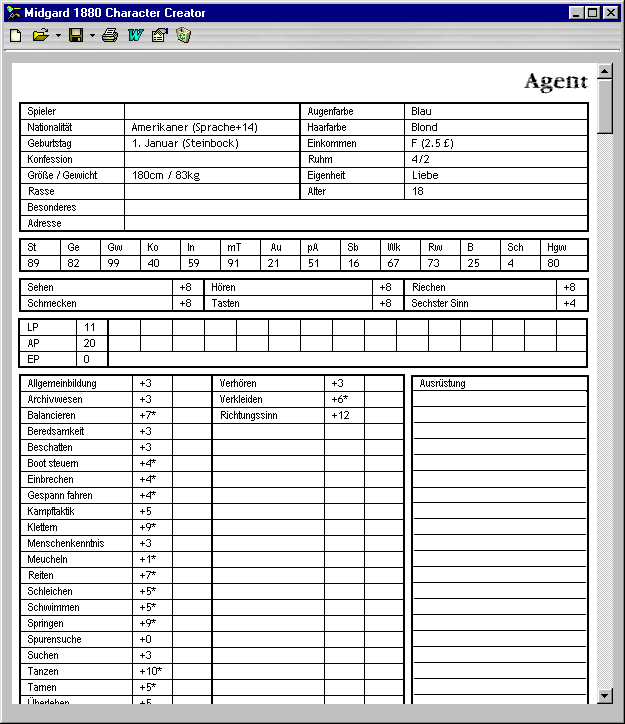 Midgard 1880 Character Creator
Agent
Spieler Augenfarbe Blau
Nationalität Amerikaner (Sprache+14) Haarfarbe Blond
Geburtstag 1. Januar (Steinbock) Einkommen F (2.5 £)
Konfession Ruhm 4/2
Größe / Gewicht 180cm / 83kg Eigenheit Liebe
Rasse Alter 18
Besonderes
Adresse
St Ge Gw Ko In mT Au pA Sb Wk Rw B Sch Hgw
89 82 99 40 59 91 21 51 16 67 73 25 4 80
Sehen +8 Hören +8 Riechen +8
Schmecken +8 Tasten +8 Sechster Sinn +4
LP 11
AP 20
EP 0
Allgemeinbildung +3 Verhören +3 Ausrüstung
Archivwesen +3 Verkleiden +6*
Balancieren +7* Richtungssinn +12
Beredsamkeit +3
Beschatten +3
Boot steuern +4*
Einbrechen +4*
Gespann fahren +4*
Kampftaktik +5
Klettern +9*
Menschenkenntnis +3
Meucheln +1*
Reiten +7*
Schleichen +5*
Schwimmen +5*
Springen +9*
Spurensuche +0
Suchen +3
Tanzen +10*
Tarnen +5*
Überleben +5